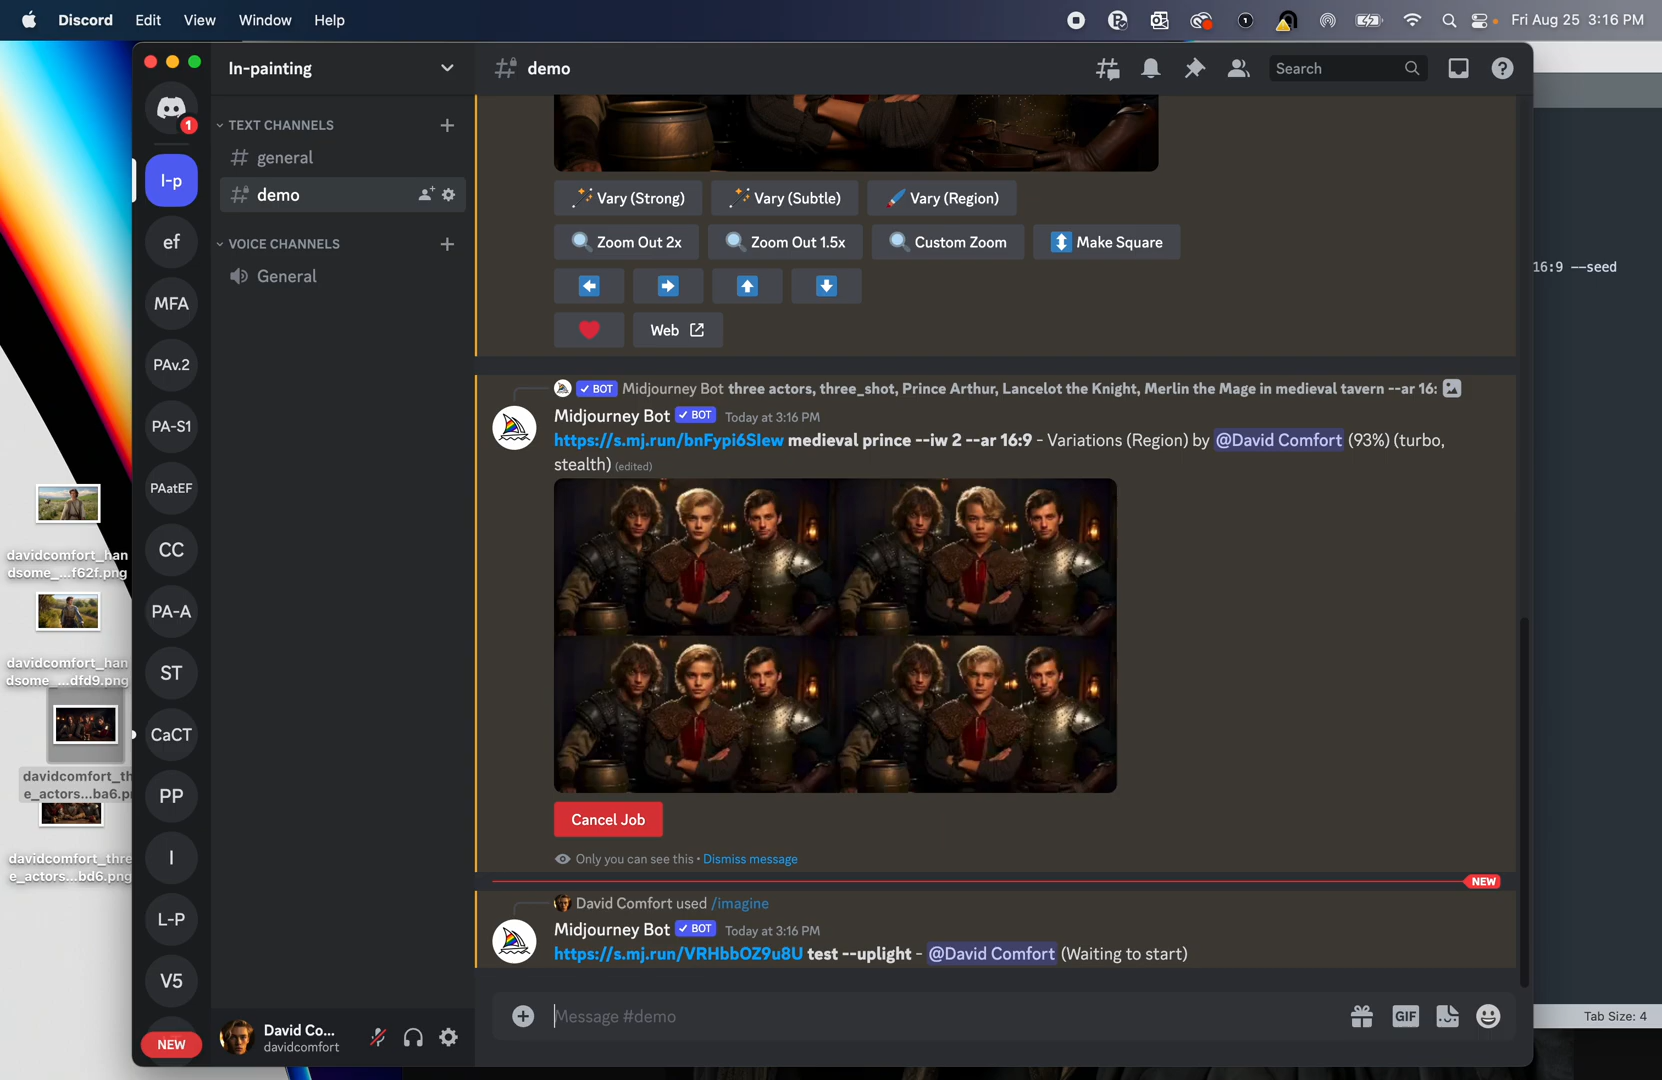 Discord Edit View Window Help Fri Aug 25 3:16 PM
In-painting
# demo
Search
1
TEXT CHANNELS
general
demo
VOICE CHANNELS
General
I-p
ef
MFA
PAv.2
PA-S1
PAatEF
CC
PA-A
ST
CaCT
PP
I
L-P
V5
NEW
davidcomfort_han
dsome_...f62f.png
davidcomfort_han
dsome_...dfd9.png
davidcomfort_th
e_actors...ba6.p
davidcomfort_thre
e_actors...bd6.png
Vary (Strong) Vary (Subtle) Vary (Region)
Zoom Out 2x Zoom Out 1.5x Custom Zoom Make Square
Web
✓ BOT Midjourney Bot three actors, three_shot, Prince Arthur, Lancelot the Knight, Merlin the Mage in medieval tavern --ar 16:
Midjourney Bot ✓ BOT Today at 3:16 PM
https://s.mj.run/bnFypi6SIew medieval prince --iw 2 --ar 16:9 - Variations (Region) by @David Comfort (93%) (turbo,
stealth) (edited)
Cancel Job
Only you can see this • Dismiss message
NEW
David Comfort used /imagine
Midjourney Bot ✓ BOT Today at 3:16 PM
https://s.mj.run/VRHbbOZ9u8U test --uplight - @David Comfort (Waiting to start)
Message #demo
GIF
David Co...
davidcomfort
16:9 --seed
Tab Size: 4